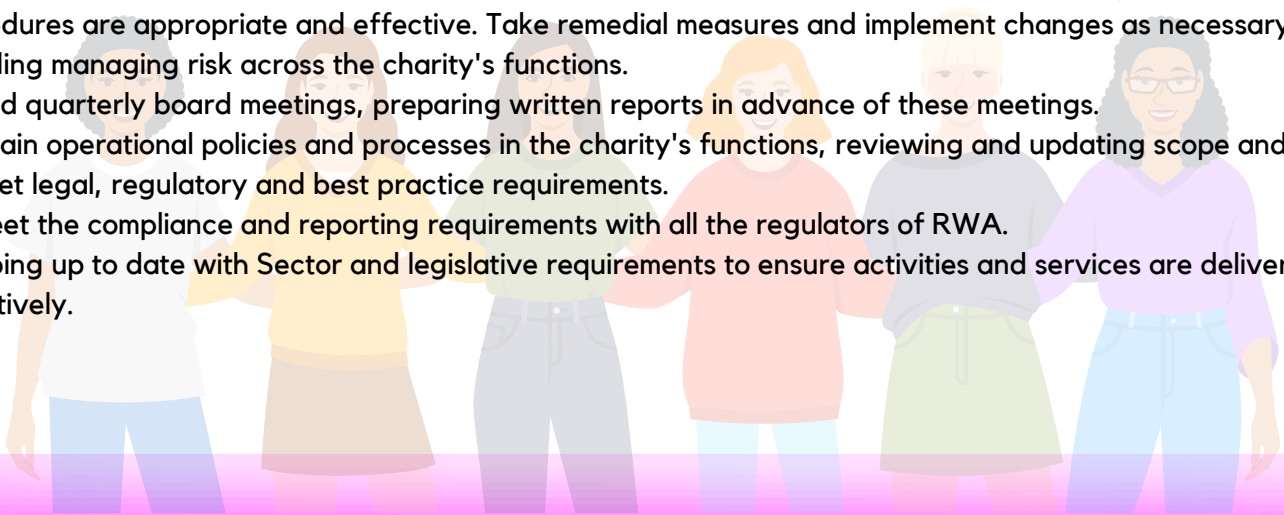 dures are appropriate and effective. Take remedial measures and implement changes as necessary
ling managing risk across the charity's functions.
d quarterly board meetings, preparing written reports in advance of these meetings.
ain operational policies and processes in the charity's functions, reviewing and updating scope and
et legal, regulatory and best practice requirements.
eet the compliance and reporting requirements with all the regulators of RWA.
ping up to date with Sector and legislative requirements to ensure activities and services are deliver
tively.